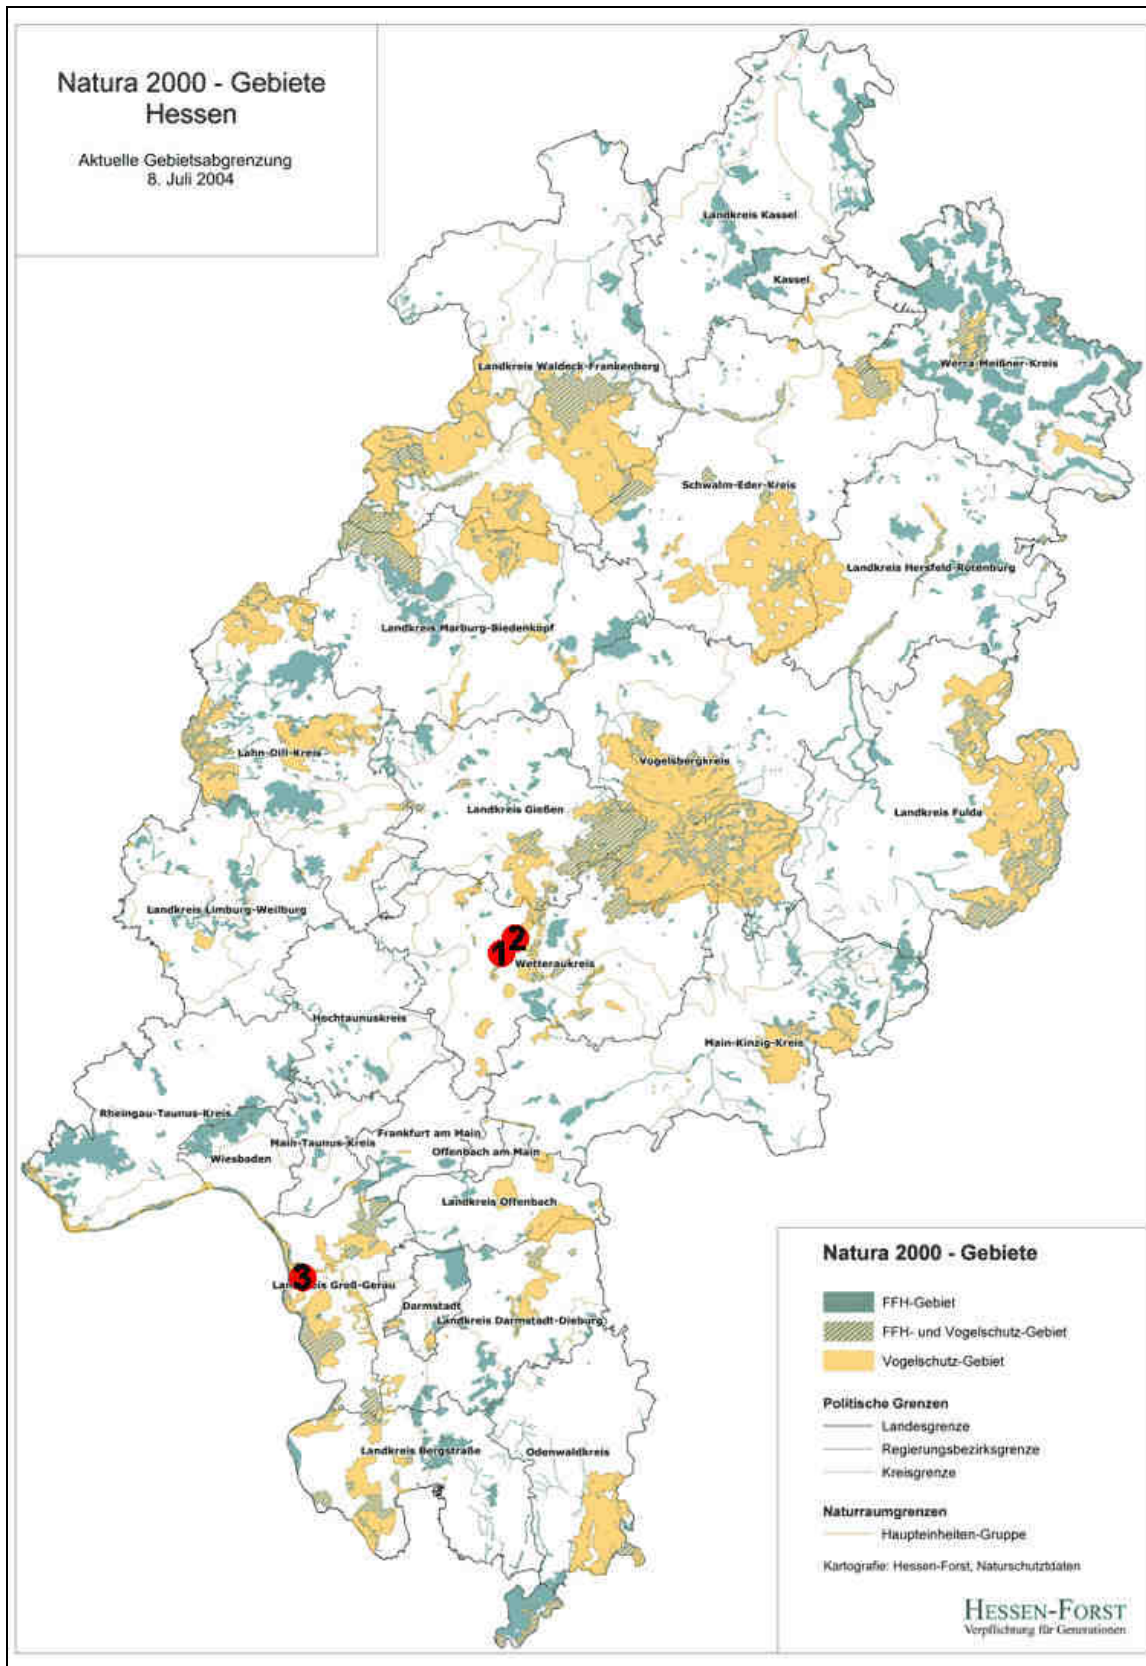 Natura 2000 - Gebiete
Hessen
Aktuelle Gebietsabgrenzung
8. Juli 2004
Landkreis Kassel
Kassel
Werra-Meißner-Kreis
Landkreis Waldeck-Frankenberg
Schwalm-Eder-Kreis
Landkreis Hersfeld-Rotenburg
Landkreis Marburg-Biedenkopf
Lahn-Dill-Kreis
Vogelsbergkreis
Landkreis Gießen
Landkreis Fulda
Landkreis Limburg-Weilburg
2
1
Wetteraukreis
Hochtaunuskreis
Main-Kinzig-Kreis
Rheingau-Taunus-Kreis
Main-Taunus-Kreis
Frankfurt am Main
Offenbach am Main
Wiesbaden
Landkreis Offenbach
3
Landkreis Groß-Gerau
Darmstadt
Landkreis Darmstadt-Dieburg
Landkreis Bergstraße
Odenwaldkreis
Natura 2000 - Gebiete
FFH-Gebiet
FFH- und Vogelschutz-Gebiet
Vogelschutz-Gebiet
Politische Grenzen
Landesgrenze
Regierungsbezirksgrenze
Kreisgrenze
Naturraumgrenzen
Haupteinheiten-Gruppe
Kartografie: Hessen-Forst, Naturschutztdaten
HESSEN-FORST
Verpflichtung für Generationen